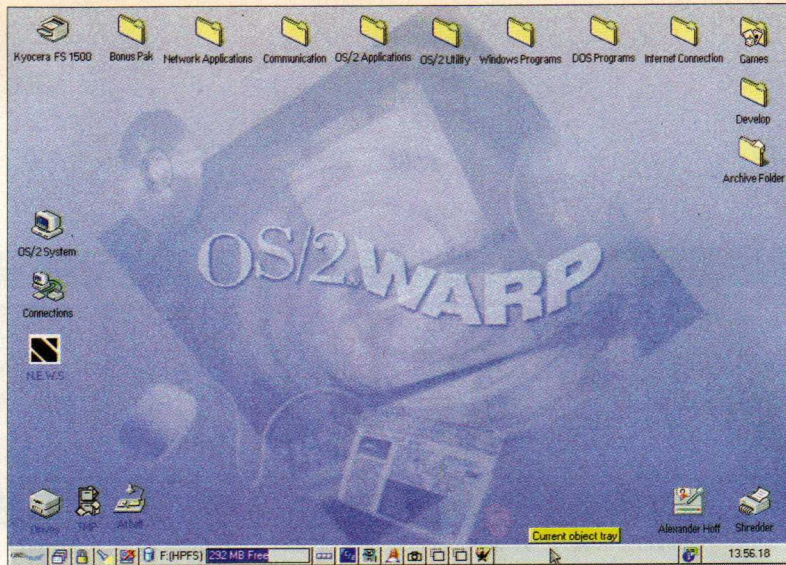 Kyocera FS 1500
Bonus Pak
Network Applications
Communication
OS/2 Applications
OS/2 Utility
Windows Programs
DOS Programs
Internet Connection
Games
Develop
Archive Folder
OS/2 System
Connections
N.E.W.S
OS/2 WARP
Drives
TMP
Alexander Hoff
Shredder
Current object tray
F:(HPFS) 292 MB Free
13.56.18